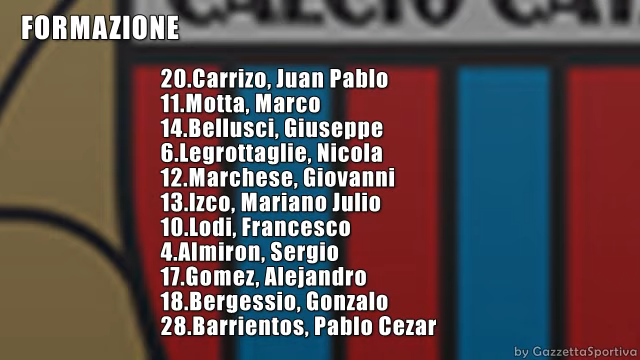 CALCIO CAT
FORMAZIONE
20.Carrizo, Juan Pablo
11.Motta, Marco
14.Bellusci, Giuseppe
6.Legrottaglie, Nicola
12.Marchese, Giovanni
13.Izco, Mariano Julio
10.Lodi, Francesco
4.Almiron, Sergio
17.Gomez, Alejandro
18.Bergessio, Gonzalo
28.Barrientos, Pablo Cezar
by GazzettaSportiva